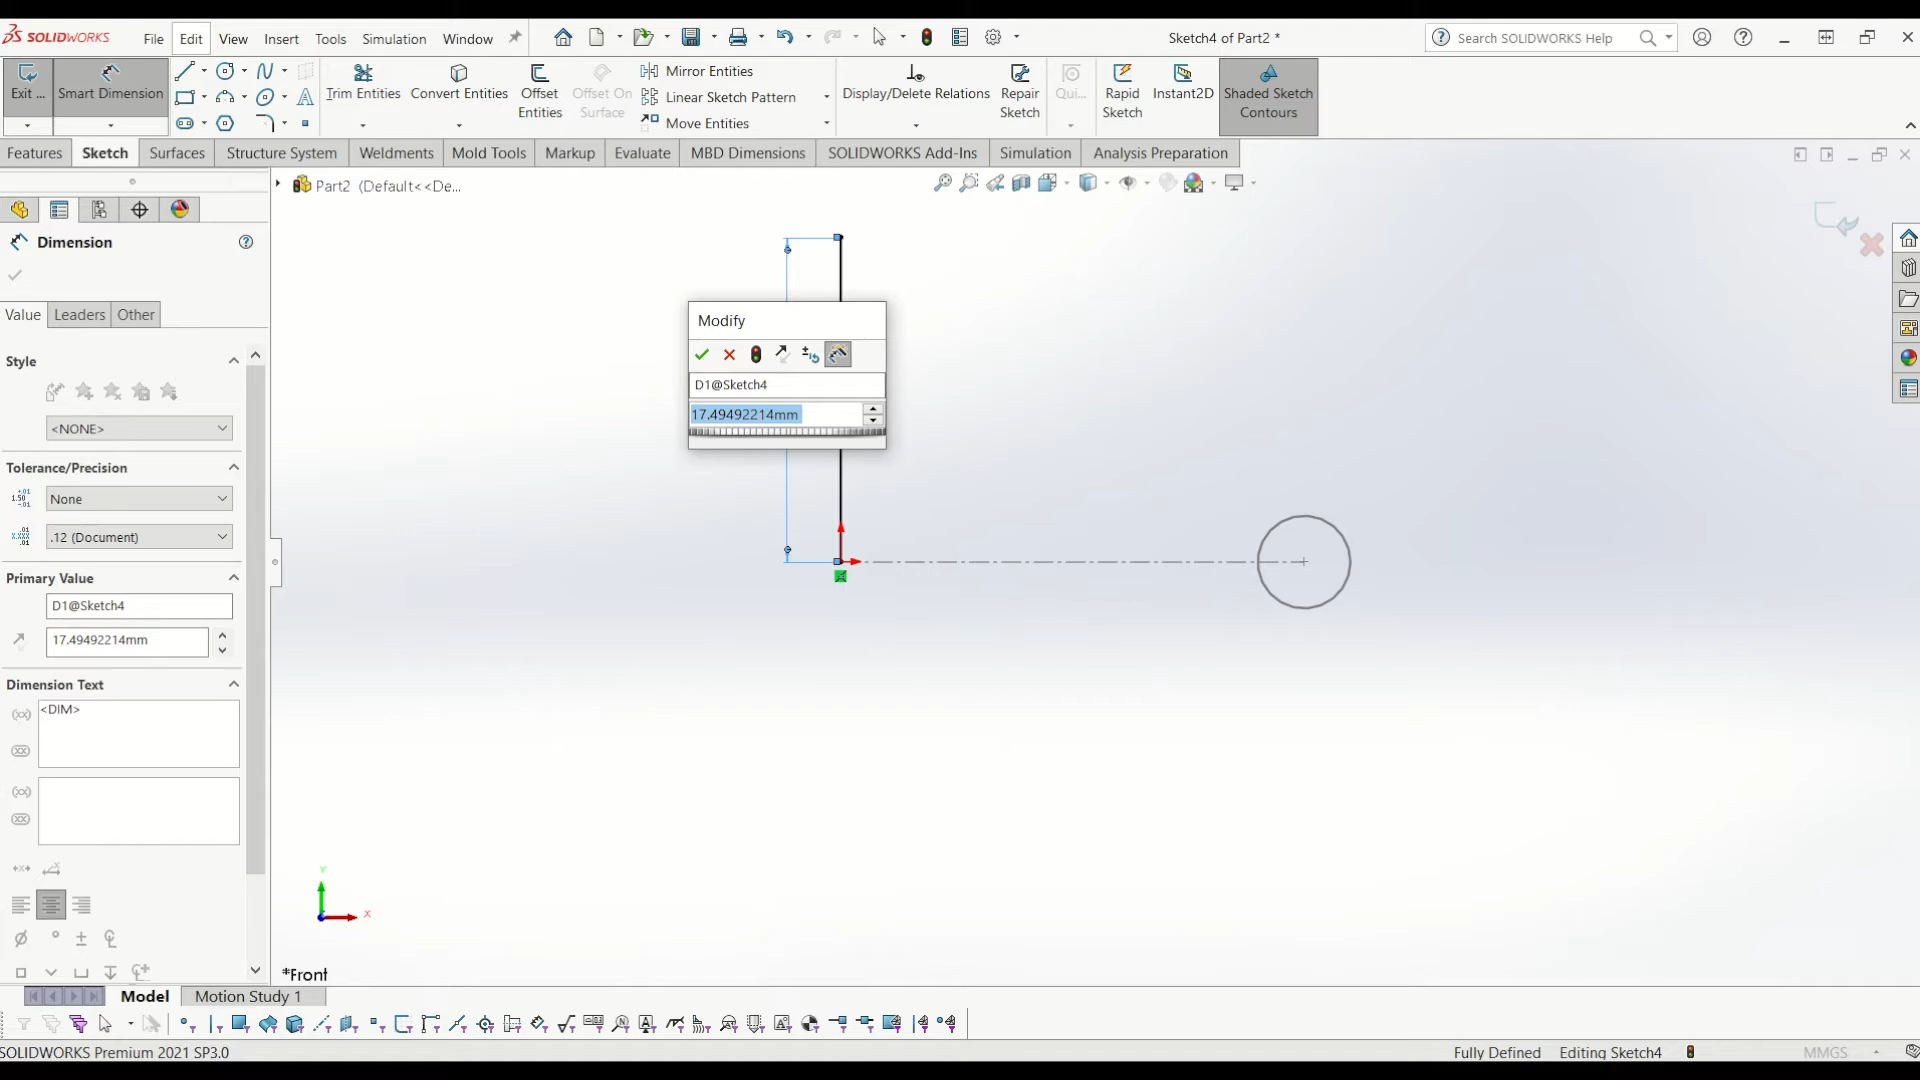 SOLIDWORKS File Edit View Insert Tools Simulation Window Sketch4 of Part2 * Search SOLIDWORKS Help
Exit ... Smart Dimension Trim Entities Convert Entities Offset Entities Offset On Surface Mirror Entities Linear Sketch Pattern Move Entities Display/Delete Relations Repair Sketch Qui... Rapid Sketch Instant2D Shaded Sketch Contours
Features Sketch Surfaces Structure System Weldments Mold Tools Markup Evaluate MBD Dimensions SOLIDWORKS Add-Ins Simulation Analysis Preparation
Part2 (Default<<De...
Dimension
Value Leaders Other
Style
<NONE>
Tolerance/Precision
None
.12 (Document)
Primary Value
D1@Sketch4
17.49492214mm
Dimension Text
<DIM>
Modify
D1@Sketch4
17.49492214mm
Y
X
*Front
Model Motion Study 1
SOLIDWORKS Premium 2021 SP3.0 Fully Defined Editing Sketch4 MMGS